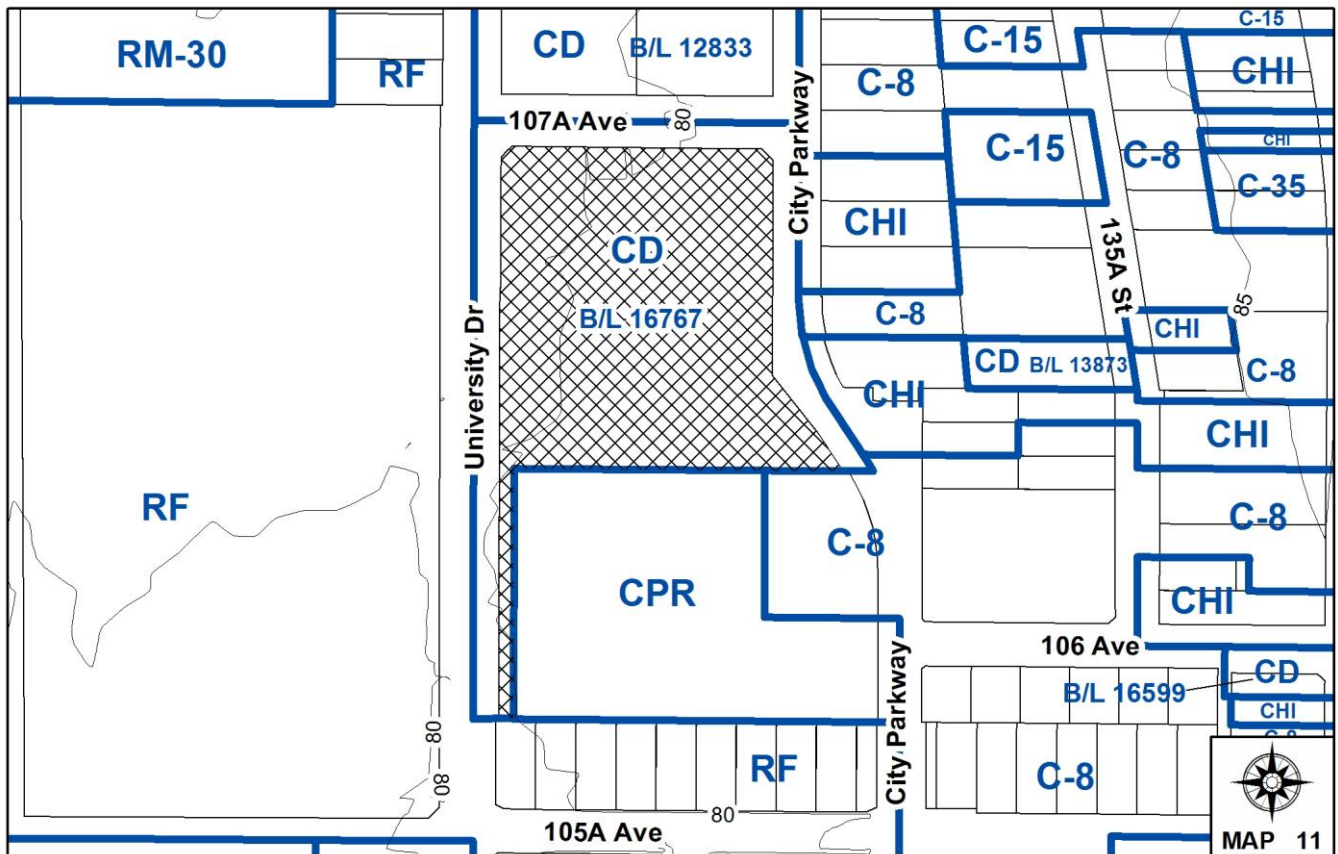 C-15
RM-30
RF
CD
B/L 12833
C-15
C-8
CHI
107A Ave
80
City Parkway
C-15
C-8
CHI
C-35
CHI
CD
135A St
B/L 16767
C-8
CHI
85
University Dr
CD
B/L 13873
C-8
CHI
CHI
RF
C-8
C-8
CPR
CHI
106 Ave
City Parkway
B/L 16599
CD
CHI
80
80
RF
C-8
80
105A Ave
MAP 11